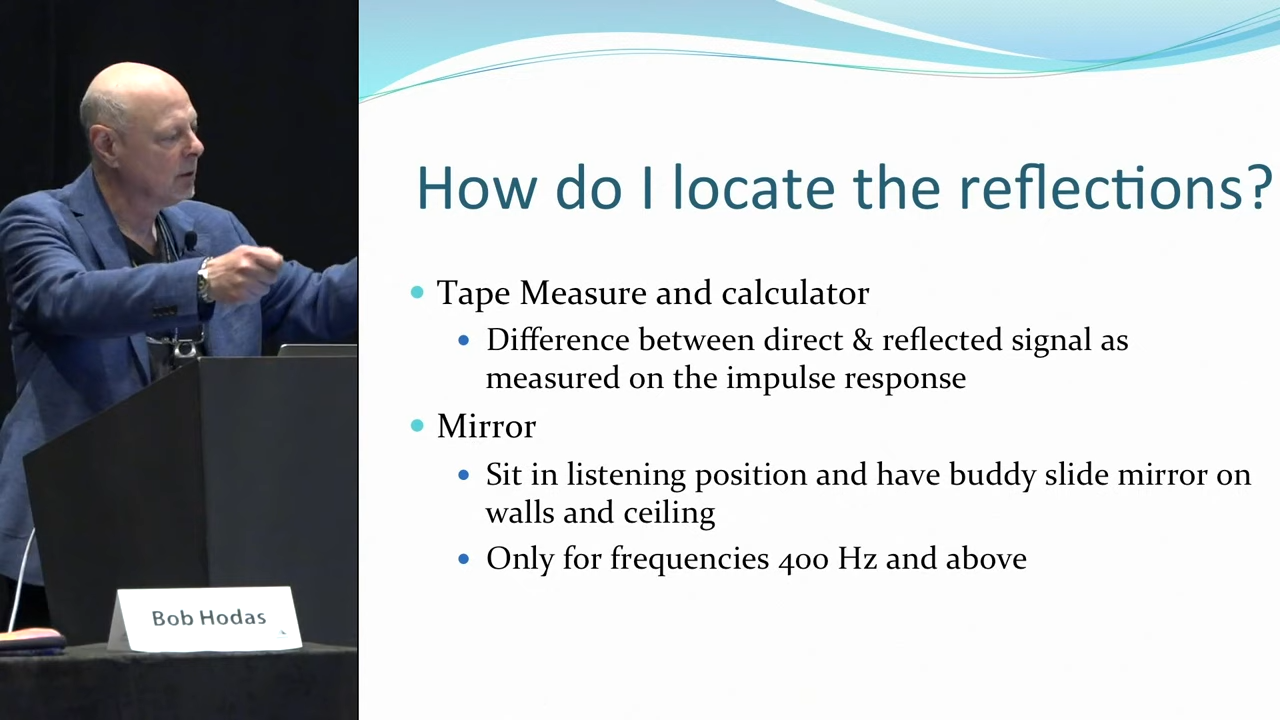 How do I locate the reflections?
Tape Measure and calculator
Difference between direct & reflected signal as
measured on the impulse response
Mirror
Sit in listening position and have buddy slide mirror on
walls and ceiling
Only for frequencies 400 Hz and above
Bob Hodas